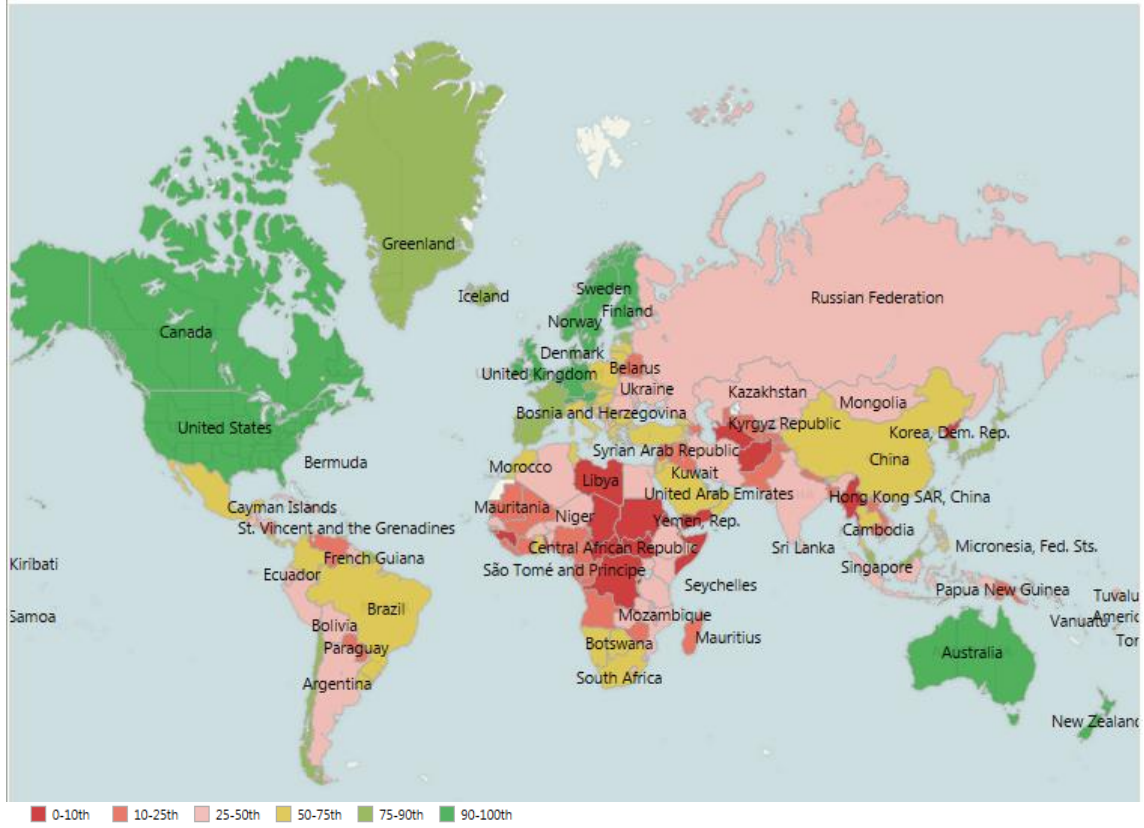 Greenland
Iceland
Sweden
Finland
Russian Federation
Norway
Canada
Denmark
Belarus
United Kingdom
Ukraine
Kazakhstan
Mongolia
Bosnia and Herzegovina
Kyrgyz Republic
United States
Korea, Dem. Rep.
Syrian Arab Republic
China
Bermuda
Morocco
Kuwait
Libya
United Arab Emirates
Hong Kong SAR, China
Cayman Islands
Mauritania
Niger
Yemen, Rep.
St. Vincent and the Grenadines
Cambodia
Central African Republic
Sri Lanka
Micronesia, Fed. Sts.
French Guiana
Kiribati
Ecuador
São Tomé and Principe
Singapore
Seychelles
Papua New Guinea
Tuvalu
Brazil
Samoa
Mozambique
Americ
Vanuatu
Bolivia
Mauritius
Tor
Paraguay
Botswana
Australia
South Africa
Argentina
New Zealand
0-10th 10-25th 25-50th 50-75th 75-90th 90-100th